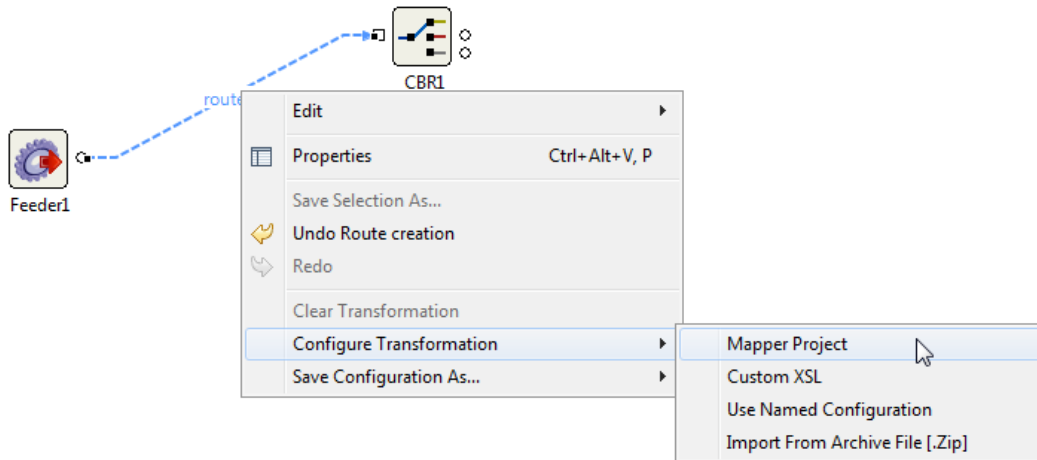 CBR1
route
Feeder1
Edit
Properties Ctrl+Alt+V, P
Save Selection As...
Undo Route creation
Redo
Clear Transformation
Configure Transformation
Save Configuration As...
Mapper Project
Custom XSL
Use Named Configuration
Import From Archive File [.Zip]